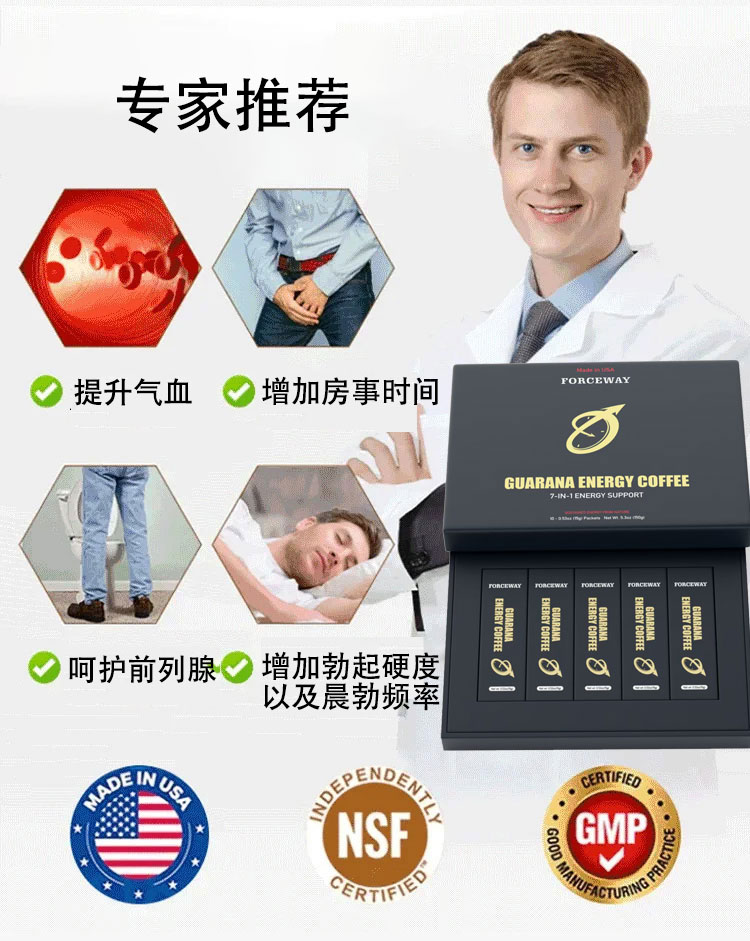 专家推荐
提升气血
增加房事时间
呵护前列腺
增加勃起硬度
以及晨勃频率
Made in USA
FORCEWAY
GUARANA ENERGY COFFEE
7-IN-1 ENERGY SUPPORT
FORCEWAY
GUARANA
ENERGY COFFEE
FORCEWAY
GUARANA
ENERGY COFFEE
FORCEWAY
GUARANA
ENERGY COFFEE
FORCEWAY
GUARANA
ENERGY COFFEE
FORCEWAY
GUARANA
ENERGY COFFEE
MADE IN USA
INDEPENDENTLY
NSF
CERTIFIED™
CERTIFIED
GMP
GOOD MANUFACTURING PRACTICE